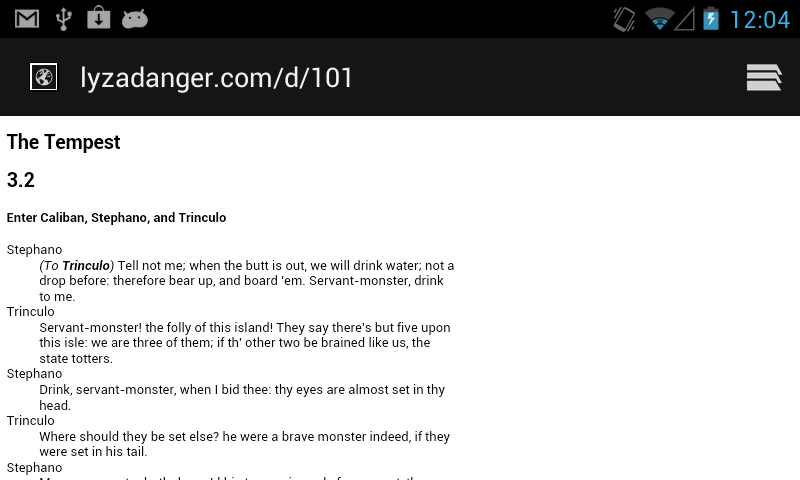 12:04
lyzadanger.com/d/101
The Tempest
3.2
Enter Caliban, Stephano, and Trinculo
Stephano
(To Trinculo) Tell not me; when the butt is out, we will drink water; not a
drop before: therefore bear up, and board 'em. Servant-monster, drink
to me.
Trinculo
Servant-monster! the folly of this island! They say there's but five upon
this isle: we are three of them; if th' other two be brained like us, the
state totters.
Stephano
Drink, servant-monster, when I bid thee: thy eyes are almost set in thy
head.
Trinculo
Where should they be set else? he were a brave monster indeed, if they
were set in his tail.
Stephano